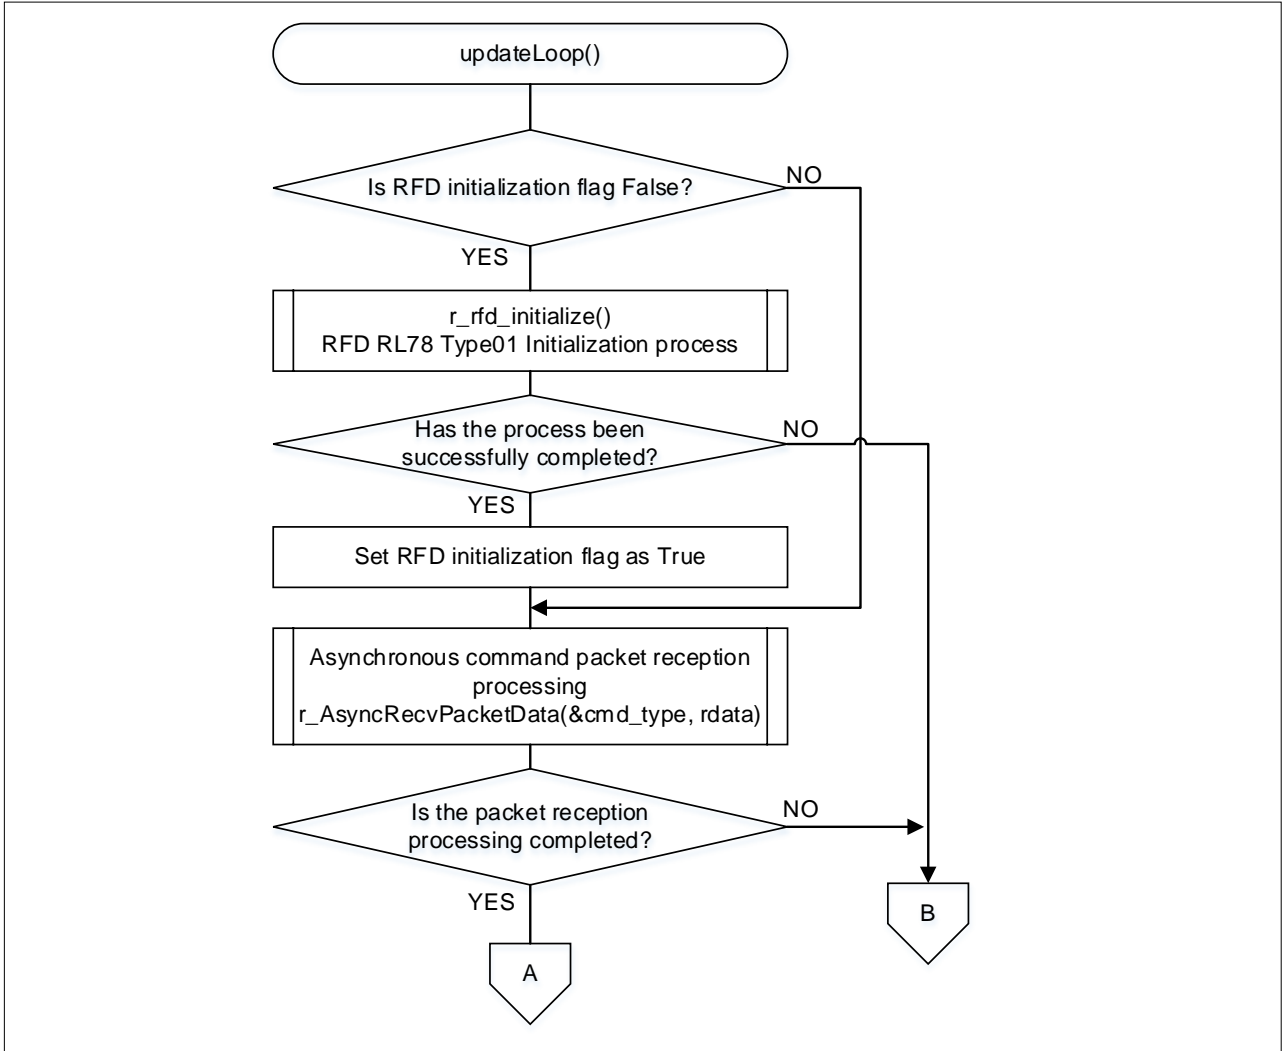 updateLoop()
Is RFD initialization flag False?
NO
YES
r_rfd_initialize()
RFD RL78 Type01 Initialization process
Has the process been
successfully completed?
NO
YES
Set RFD initialization flag as True
Asynchronous command packet reception
processing
r_AsyncRecvPacketData(&cmd_type, rdata)
Is the packet reception
processing completed?
NO
YES
B
A